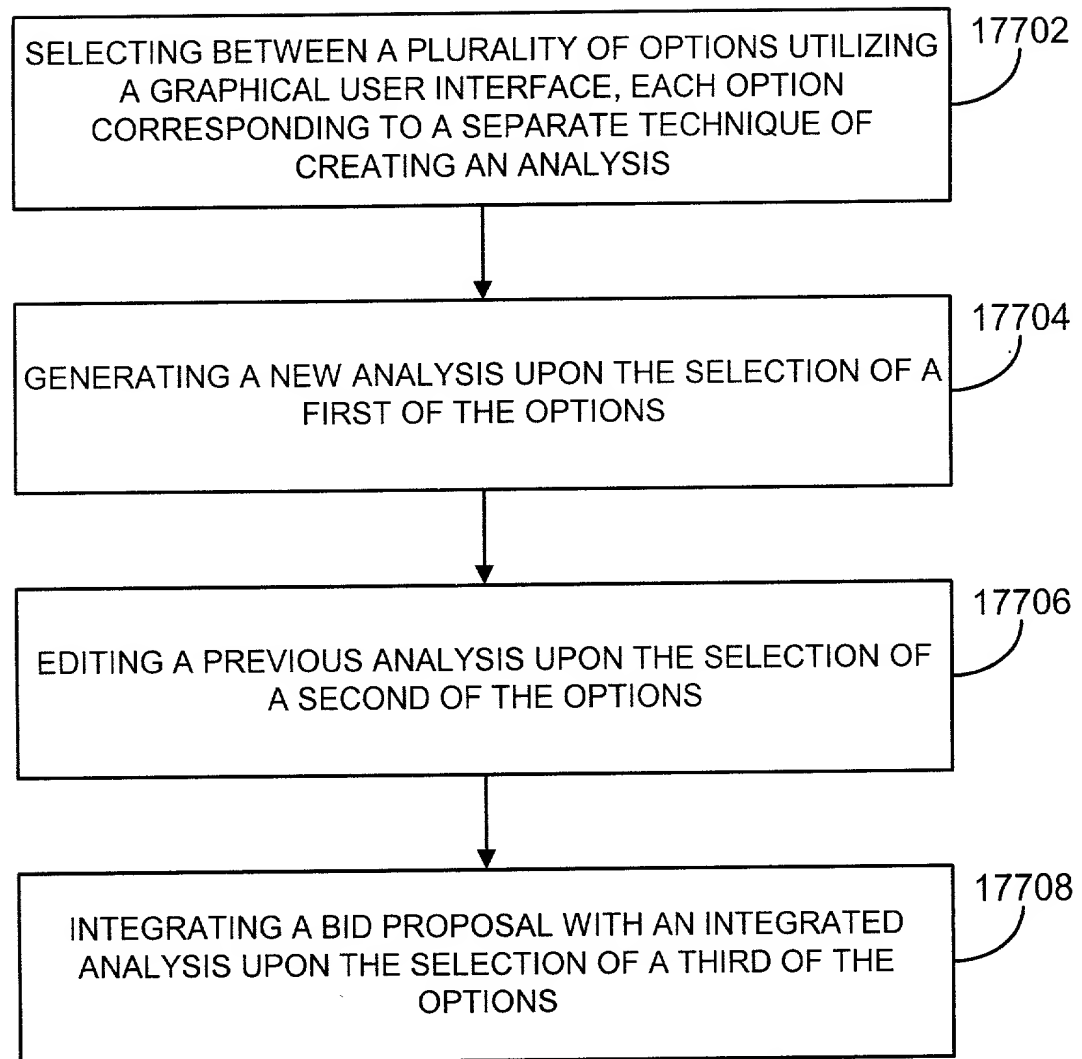 17702
SELECTING BETWEEN A PLURALITY OF OPTIONS UTILIZING
A GRAPHICAL USER INTERFACE, EACH OPTION
CORRESPONDING TO A SEPARATE TECHNIQUE OF
CREATING AN ANALYSIS
17704
GENERATING A NEW ANALYSIS UPON THE SELECTION OF A
FIRST OF THE OPTIONS
17706
EDITING A PREVIOUS ANALYSIS UPON THE SELECTION OF
A SECOND OF THE OPTIONS
17708
INTEGRATING A BID PROPOSAL WITH AN INTEGRATED
ANALYSIS UPON THE SELECTION OF A THIRD OF THE
OPTIONS